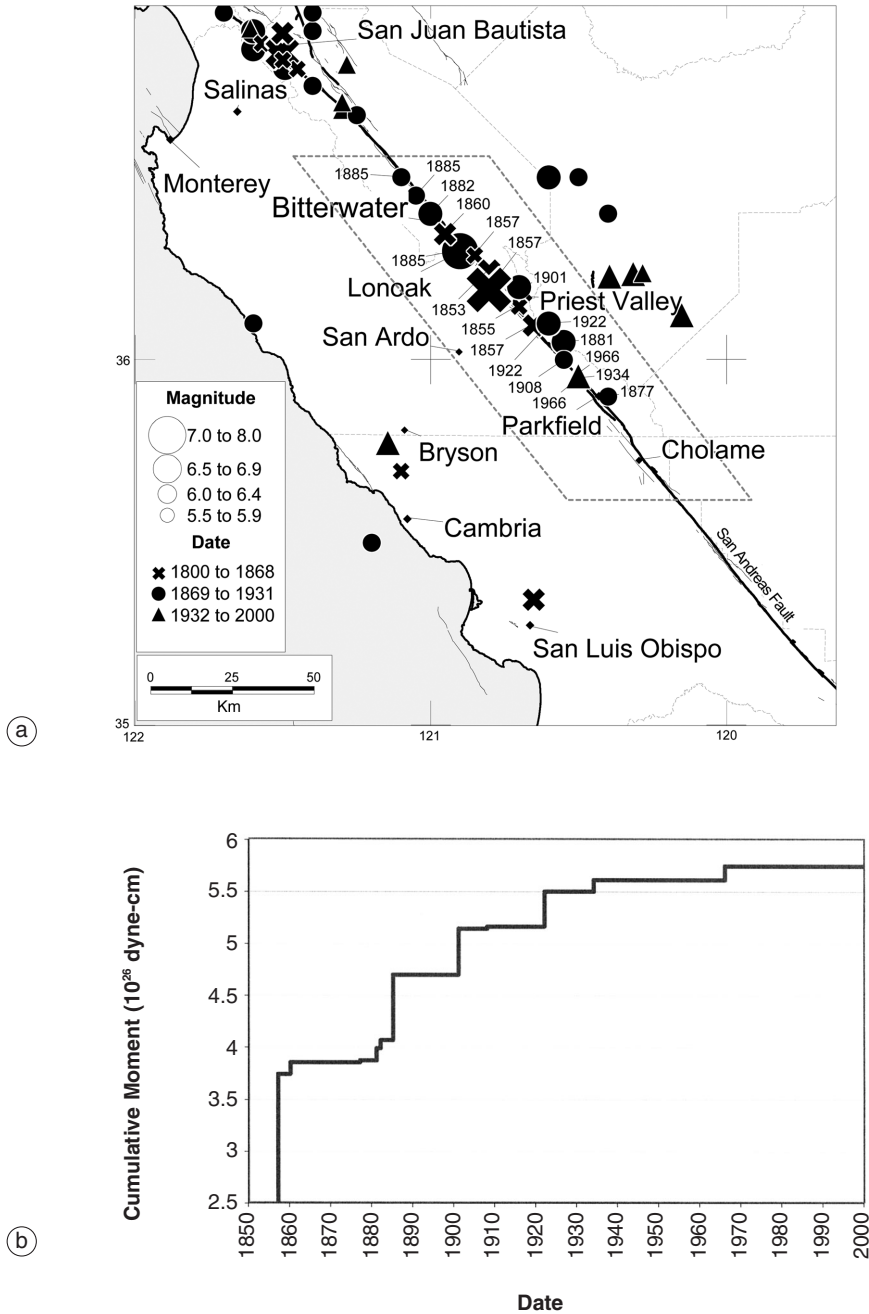 San Juan Bautista
Salinas
Monterey
1885
1885
1882
Bitterwater
1860
1857
1857
1885
Lonoak
1901
1853
Priest Valley
1855
San Ardo
1922
1857
1881
36
1922
1966
1908
1934
1966
1877
Parkfield
Bryson
Cholame
Cambria
San Andreas Fault
San Luis Obispo
Magnitude
7.0 to 8.0
6.5 to 6.9
6.0 to 6.4
5.5 to 5.9
Date
1800 to 1868
1869 to 1931
1932 to 2000
0 25 50
Km
35
122 121 120
a
Cumulative Moment (10²⁶ dyne-cm)
6
5.5
5
4.5
4
3.5
3
2.5
1850 1860 1870 1880 1890 1900 1910 1920 1930 1940 1950 1960 1970 1980 1990 2000
Date
b